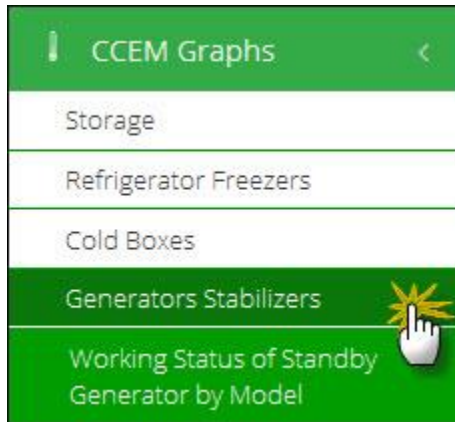 CCEM Graphs
Storage
Refrigerator Freezers
Cold Boxes
Generators Stabilizers
Working Status of Standby
Generator by Model